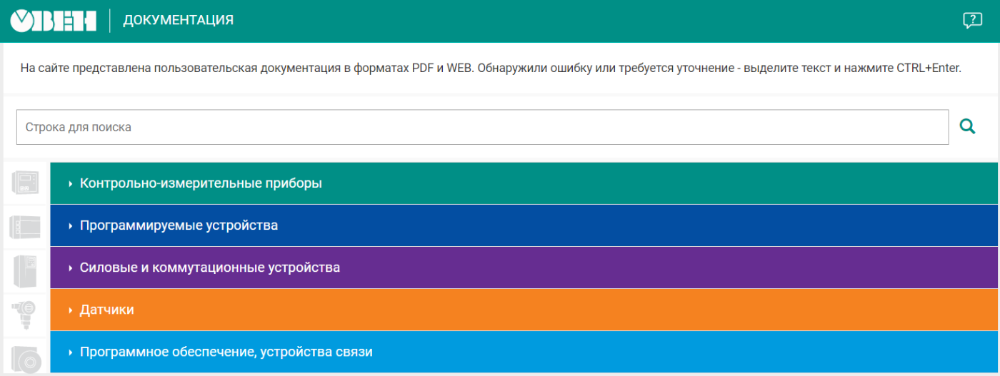 ОВЕН
ДОКУМЕНТАЦИЯ
?
На сайте представлена пользовательская документация в форматах PDF и WEB. Обнаружили ошибку или требуется уточнение - выделите текст и нажмите CTRL+Enter.
Строка для поиска
Контрольно-измерительные приборы
Программируемые устройства
Силовые и коммутационные устройства
Датчики
Программное обеспечение, устройства связи